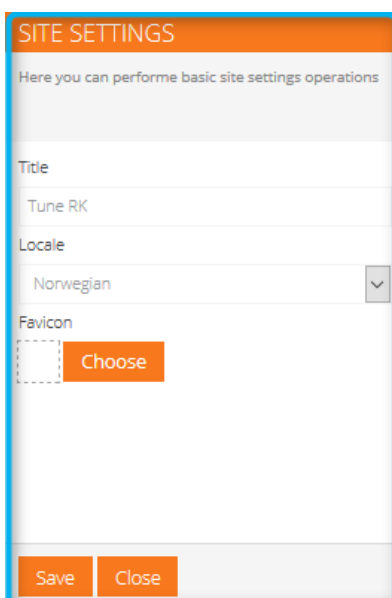 SITE SETTINGS
Here you can performe basic site settings operations
Title
Tune RK
Locale
Norwegian
Favicon
Choose
Save Close